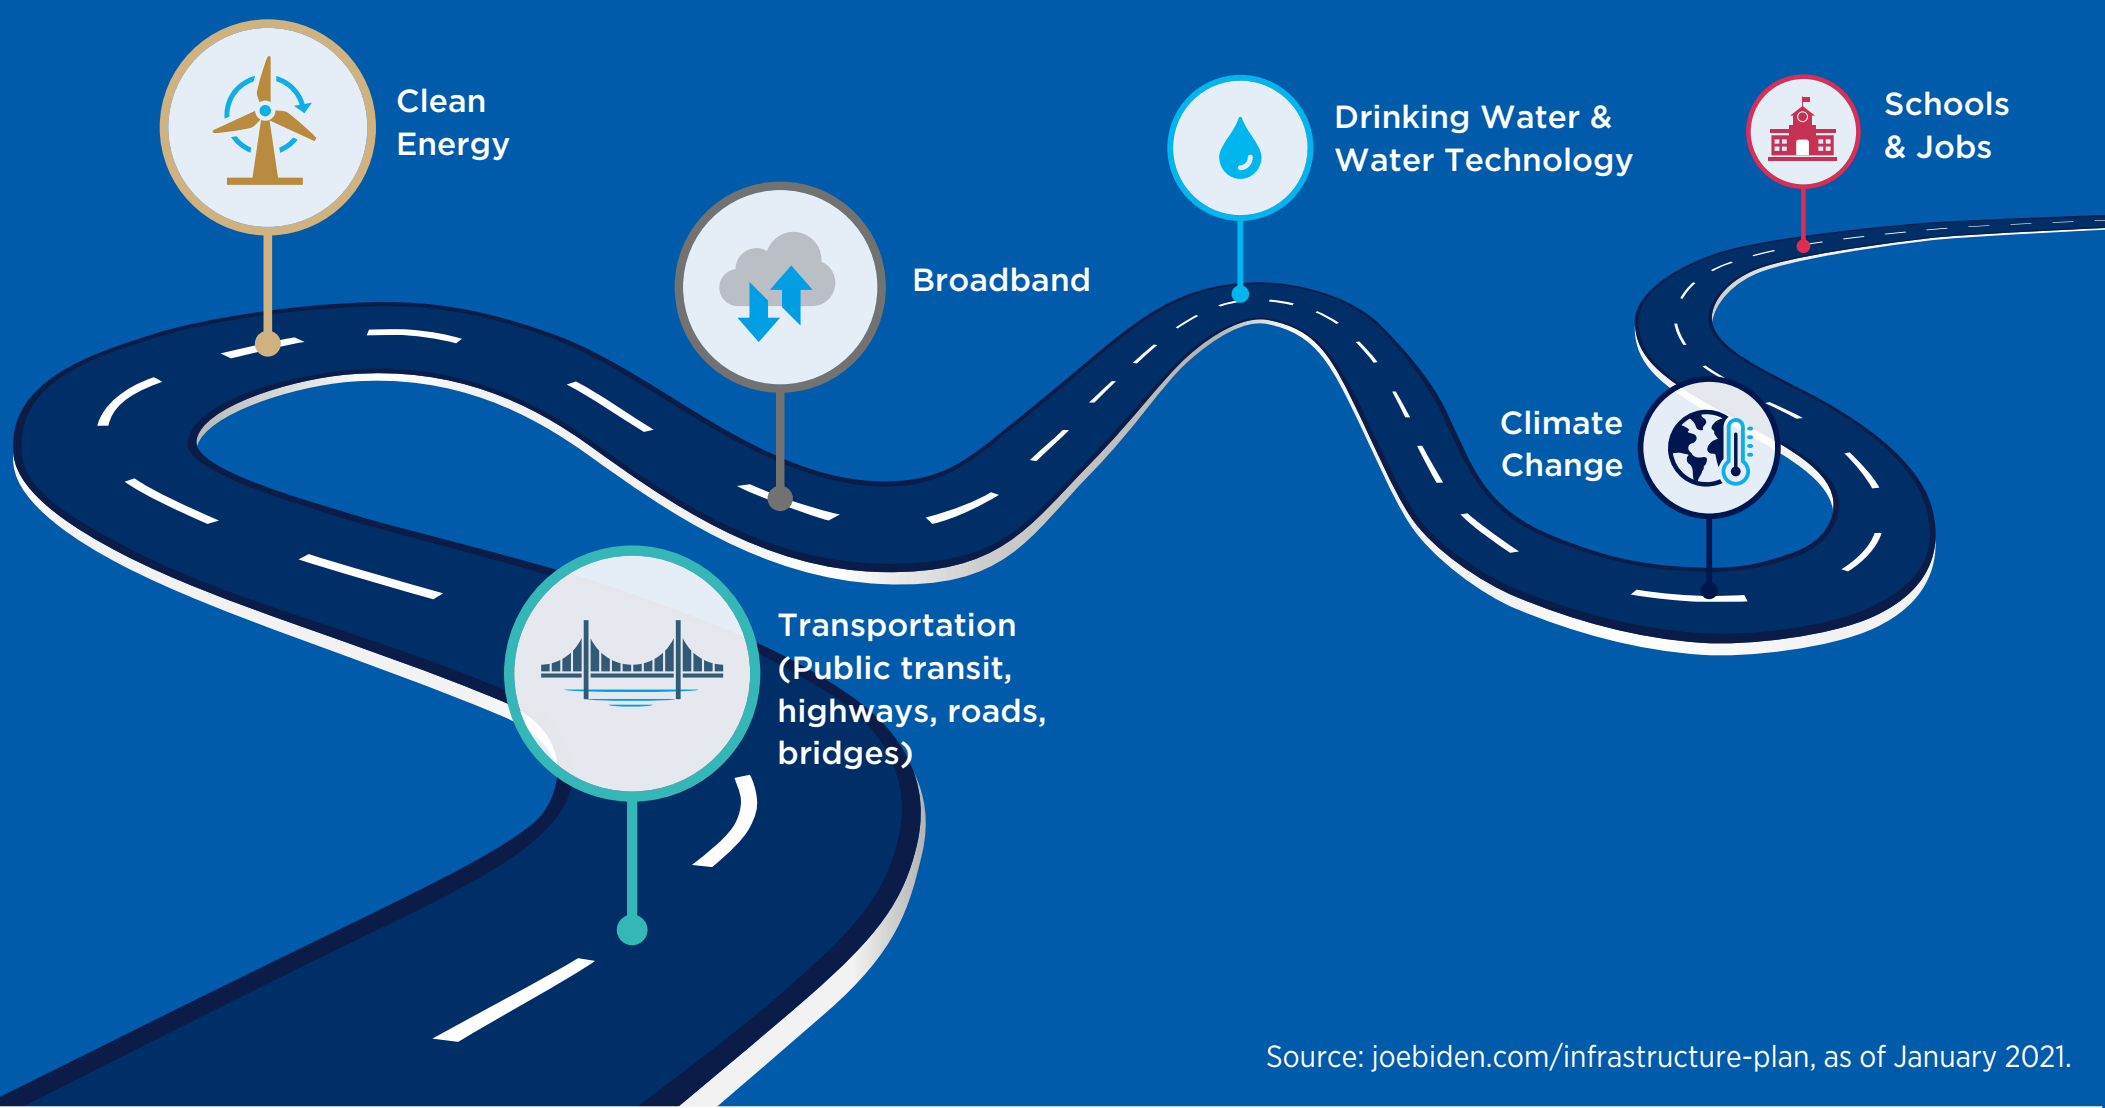 Clean
Energy
Broadband
Drinking Water &
Water Technology
Schools
& Jobs
Climate
Change
Transportation
(Public transit,
highways, roads,
bridges)
Source: joebiden.com/infrastructure-plan, as of January 2021.